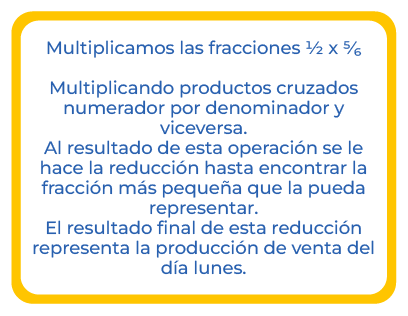 Multiplicamos las fracciones ½ x ⅚
Multiplicando productos cruzados
numerador por denominador y
viceversa.
Al resultado de esta operación se le
hace la reducción hasta encontrar la
fracción más pequeña que la pueda
representar.
El resultado final de esta reducción
representa la producción de venta del
día lunes.